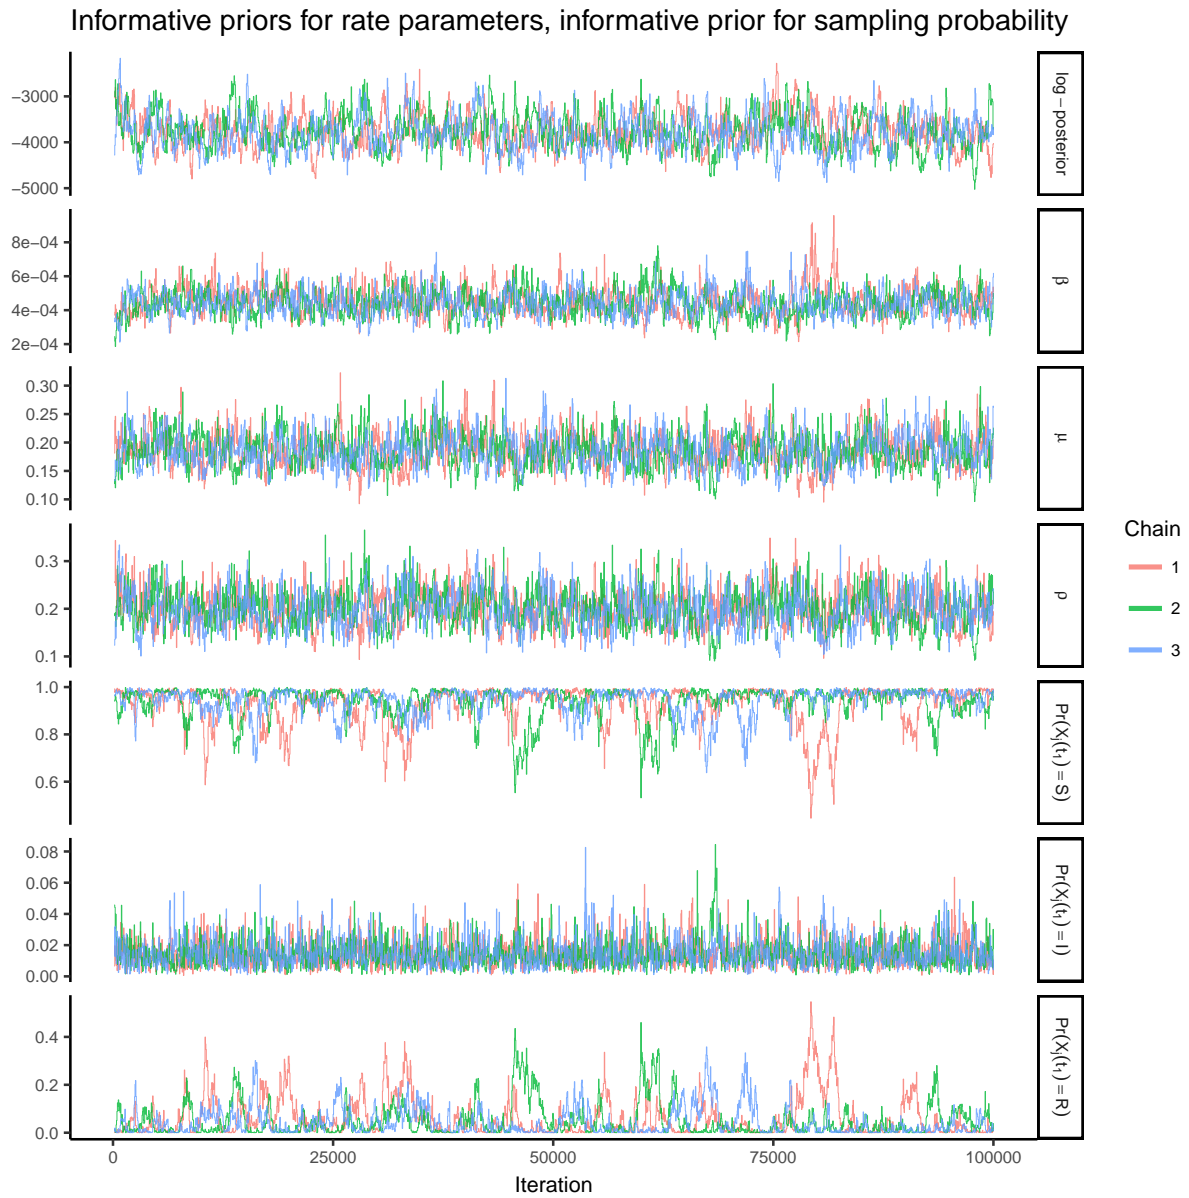 Informative priors for rate parameters, informative prior for sampling probability
−3000
−4000
−5000
log−posterior
8e−04
6e−04
4e−04
2e−04
β
0.30
0.25
0.20
0.15
0.10
μ
0.3
0.2
0.1
ρ
1.0
0.8
0.6
Pr(Xj(t1) = S)
0.08
0.06
0.04
0.02
0.00
Pr(Xj(t1) = I)
0.4
0.2
0.0
Pr(Xj(t1) = R)
0 25000 50000 75000 100000
Iteration
Chain
1
2
3